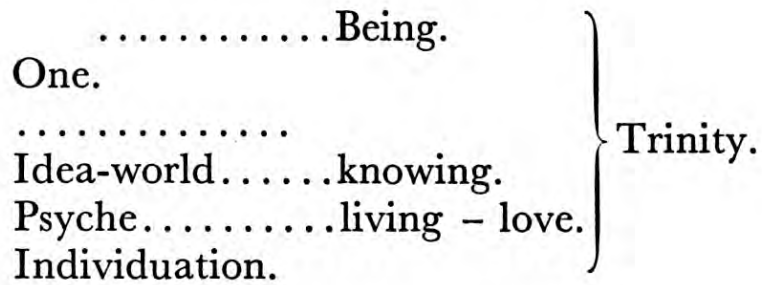 ............Being.
One.
..............
Idea-world......knowing.
Psyche..........living – love.
Individuation.
Trinity.